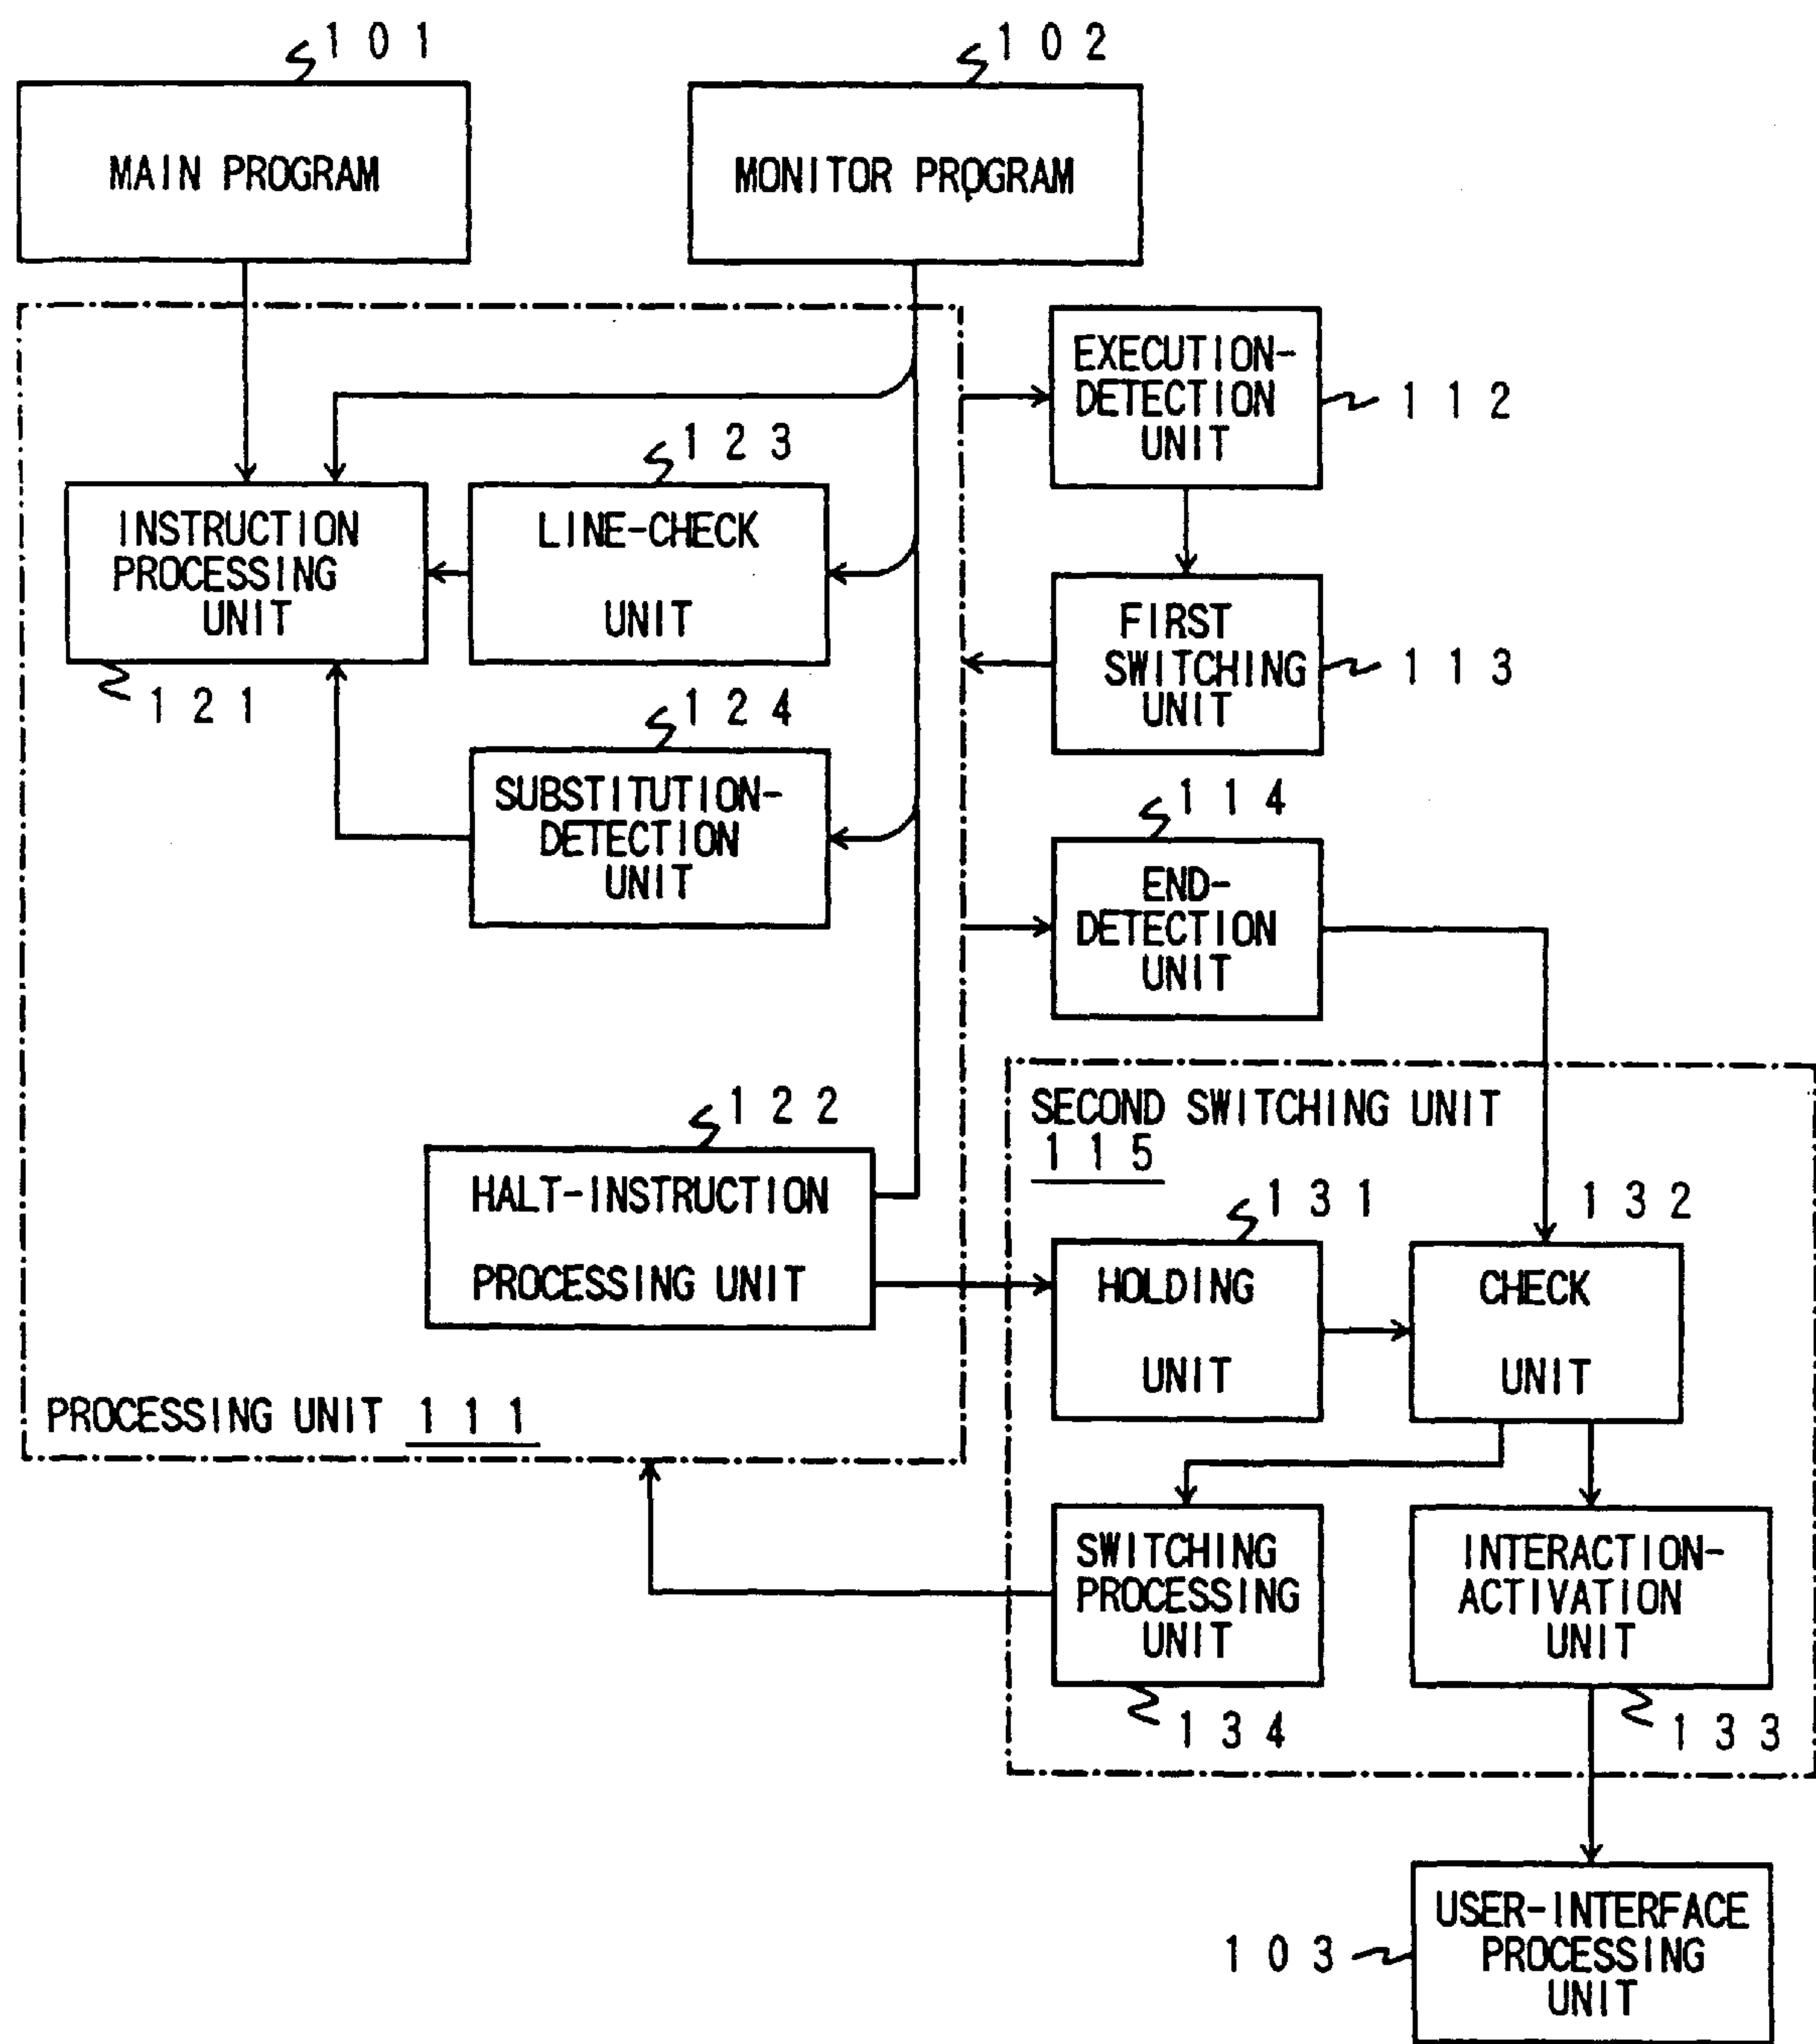 101
102
MAIN PROGRAM
MONITOR PROGRAM
EXECUTION-
DETECTION
UNIT
112
123
INSTRUCTION
PROCESSING
UNIT
121
LINE-CHECK
UNIT
FIRST
SWITCHING
UNIT
113
124
SUBSTITUTION-
DETECTION
UNIT
114
END-
DETECTION
UNIT
122
HALT-INSTRUCTION
PROCESSING UNIT
PROCESSING UNIT 111
SECOND SWITCHING UNIT
115
131
HOLDING
UNIT
132
CHECK
UNIT
SWITCHING
PROCESSING
UNIT
134
INTERACTION-
ACTIVATION
UNIT
133
103
USER-INTERFACE
PROCESSING
UNIT